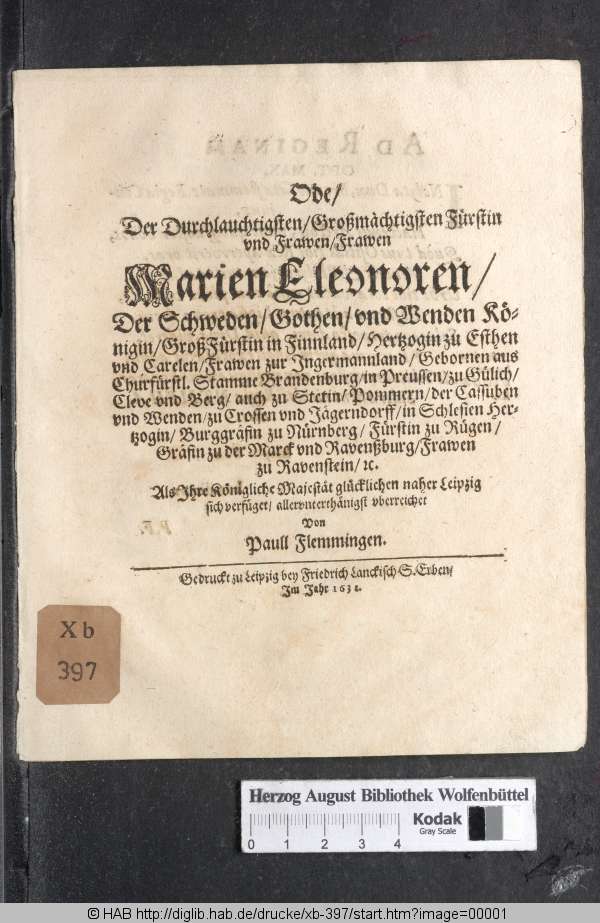 Ode/
Der Durchlauchtigsten/Großmächtigsten Fürstin
vnd Frawen/Frawen
Marien Eleonoren/
Der Schweden/Gothen/vnd Wenden Kö-
nigin/GroßFürstin in Finnland/Hertzogin zu Esthen
vnd Carelen/Frawen zur Ingermannland/Gebornen aus
Churfürstl. Stamme Brandenburg/in Preussen/zu Gülich/
Cleve vnd Berg/auch zu Stetin/Pommern/der Cassuben
vnd Wenden/zu Crossen vnd Jägerndorff/in Schlesien Her-
tzogin/Burggräfin zu Nürnberg/Fürstin zu Rügen/
Gräfin zu der Marck vnd Ravenßburg/Frawen
zu Ravenstein/ꝛc.
Als Ihre Königliche Majestät glücklichen naher Leipzig
sich verfüget/allervnterthänigst vberreichet
Von
Paull Flemmingen.
Gedruckt zu Leipzig bey Friedrich Lanckisch S. Erben/
Im Jahr
Xb
397
Herzog August Bibliothek Wolfenbüttel
0 1 2 3 4
Kodak
Gray Scale
© HAB http://diglib.hab.de/drucke/xb-397/start.htm?image=00001